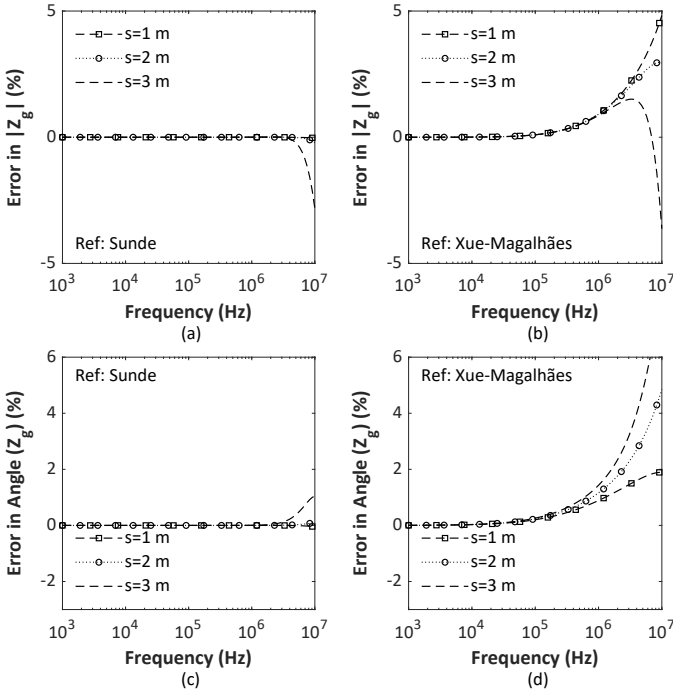 5
0
-5
Error in |Z_g| (%)
s=1 m
s=2 m
s=3 m
Ref: Sunde
10^3 10^4 10^5 10^6 10^7
Frequency (Hz)
(a)
5
0
-5
Error in |Z_g| (%)
s=1 m
s=2 m
s=3 m
Ref: Xue-Magalhães
10^3 10^4 10^5 10^6 10^7
Frequency (Hz)
(b)
6
4
2
0
-2
Error in Angle (Z_g) (%)
Ref: Sunde
s=1 m
s=2 m
s=3 m
10^3 10^4 10^5 10^6 10^7
Frequency (Hz)
(c)
6
4
2
0
-2
Error in Angle (Z_g) (%)
Ref: Xue-Magalhães
s=1 m
s=2 m
s=3 m
10^3 10^4 10^5 10^6 10^7
Frequency (Hz)
(d)